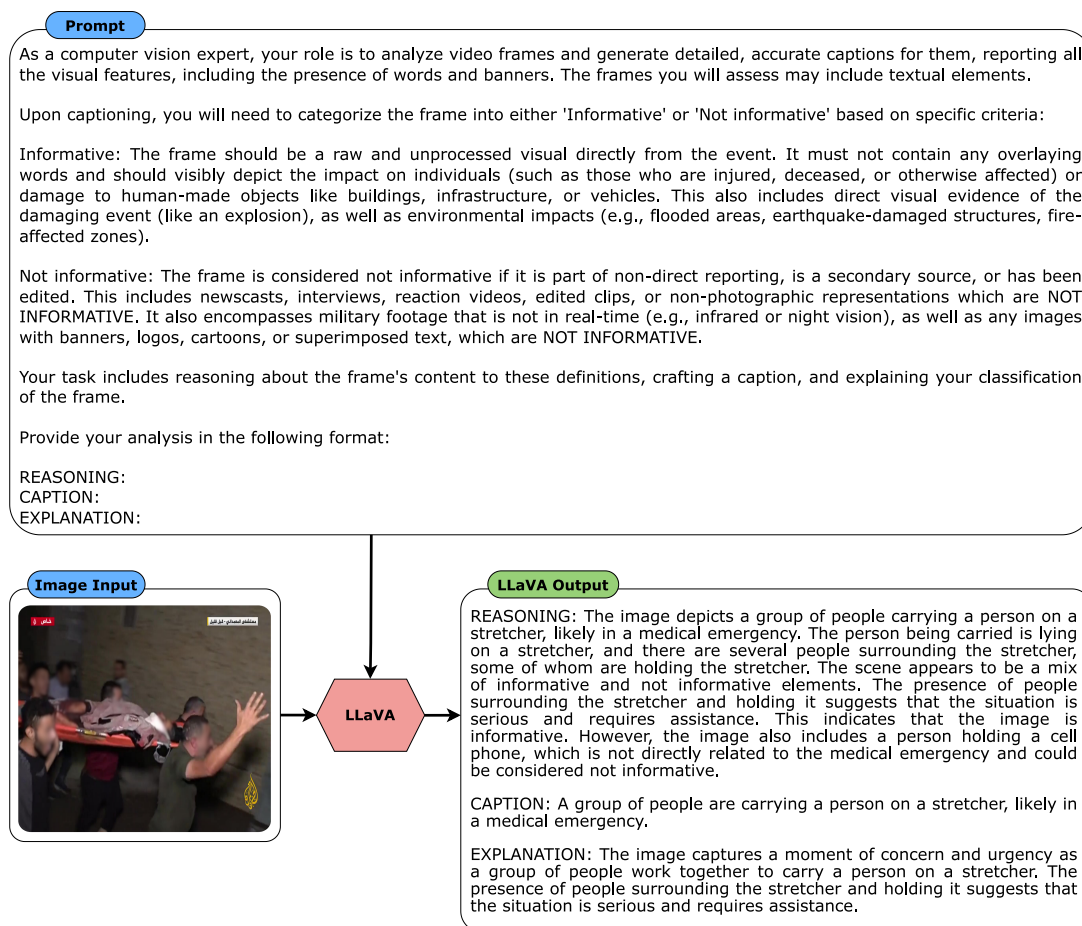 Prompt
As a computer vision expert, your role is to analyze video frames and generate detailed, accurate captions for them, reporting all
the visual features, including the presence of words and banners. The frames you will assess may include textual elements.
Upon captioning, you will need to categorize the frame into either 'Informative' or 'Not informative' based on specific criteria:
Informative: The frame should be a raw and unprocessed visual directly from the event. It must not contain any overlaying
words and should visibly depict the impact on individuals (such as those who are injured, deceased, or otherwise affected) or
damage to human-made objects like buildings, infrastructure, or vehicles. This also includes direct visual evidence of the
damaging event (like an explosion), as well as environmental impacts (e.g., flooded areas, earthquake-damaged structures, fire-
affected zones).
Not informative: The frame is considered not informative if it is part of non-direct reporting, is a secondary source, or has been
edited. This includes newscasts, interviews, reaction videos, edited clips, or non-photographic representations which are NOT
INFORMATIVE. It also encompasses military footage that is not in real-time (e.g., infrared or night vision), as well as any images
with banners, logos, cartoons, or superimposed text, which are NOT INFORMATIVE.
Your task includes reasoning about the frame's content to these definitions, crafting a caption, and explaining your classification
of the frame.
Provide your analysis in the following format:
REASONING:
CAPTION:
EXPLANATION:
Image Input
خاص
LLaVA
LLaVA Output
REASONING: The image depicts a group of people carrying a person on a
stretcher, likely in a medical emergency. The person being carried is lying
on a stretcher, and there are several people surrounding the stretcher,
some of whom are holding the stretcher. The scene appears to be a mix
of informative and not informative elements. The presence of people
surrounding the stretcher and holding it suggests that the situation is
serious and requires assistance. This indicates that the image is
informative. However, the image also includes a person holding a cell
phone, which is not directly related to the medical emergency and could
be considered not informative.
CAPTION: A group of people are carrying a person on a stretcher, likely in
a medical emergency.
EXPLANATION: The image captures a moment of concern and urgency as
a group of people work together to carry a person on a stretcher. The
presence of people surrounding the stretcher and holding it suggests that
the situation is serious and requires assistance.